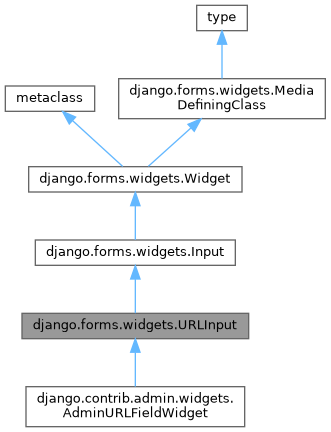 type
django.forms.widgets.Media
DefiningClass
metaclass
django.forms.widgets.Widget
django.forms.widgets.Input
django.forms.widgets.URLInput
django.contrib.admin.widgets.
AdminURLFieldWidget